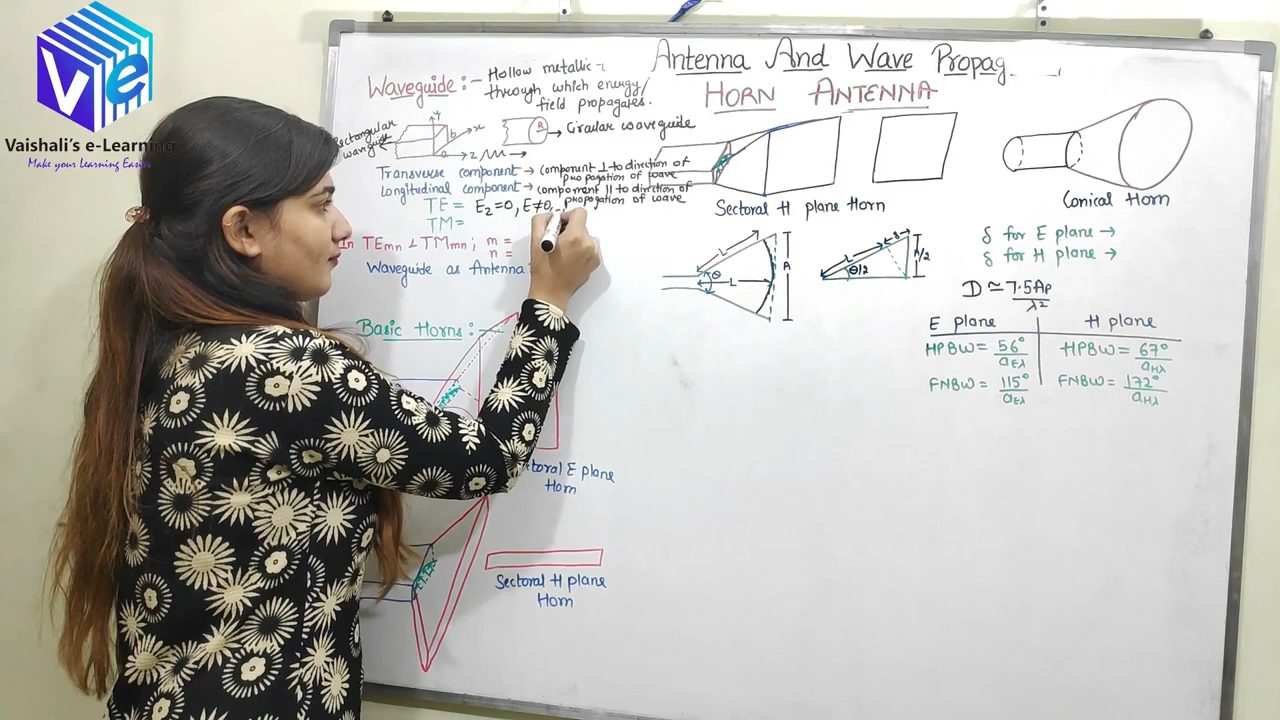 Ve
Vaishali's e-Learning
Make your Learning Easier
Antenna And Wave Propag
HORN ANTENNA
Waveguide :- Hollow metallic
through which energy/
field propagates.
Rectangular
waveguide
y
b
x
a
z
R
→ Circular waveguide
Transverse component → component ⊥ to direction of
propagation of wave
Longitudinal component → component || to direction of
propagation of wave
TE = Ez=0, E≠0
TM =
In TEmn & TMmn ; m =
n =
Waveguide as Antenna
Basic Horns :-
Sectoral E plane
Horn
Sectoral H plane
Horn
Sectoral H plane Horn
Conical Horn
L
θ
L
A
L
δ
θ/2
A/2
δ for E plane →
δ for H plane →
D ≃ 7.5Ap
λ²
E plane H plane
HPBW = 56° HPBW = 67°
aEλ aHλ
FNBW = 115° FNBW = 172°
aEλ aHλ